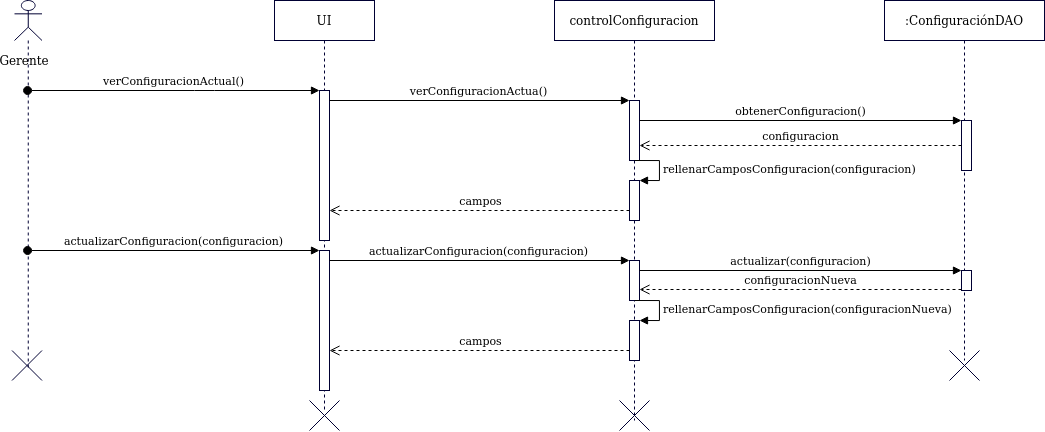 UI
controlConfiguracion
:ConfiguraciónDAO
Gerente
verConfiguracionActual()
verConfiguracionActua()
obtenerConfiguracion()
configuracion
rellenarCamposConfiguracion(configuracion)
campos
actualizarConfiguracion(configuracion)
actualizarConfiguracion(configuracion)
actualizar(configuracion)
configuracionNueva
rellenarCamposConfiguracion(configuracionNueva)
campos